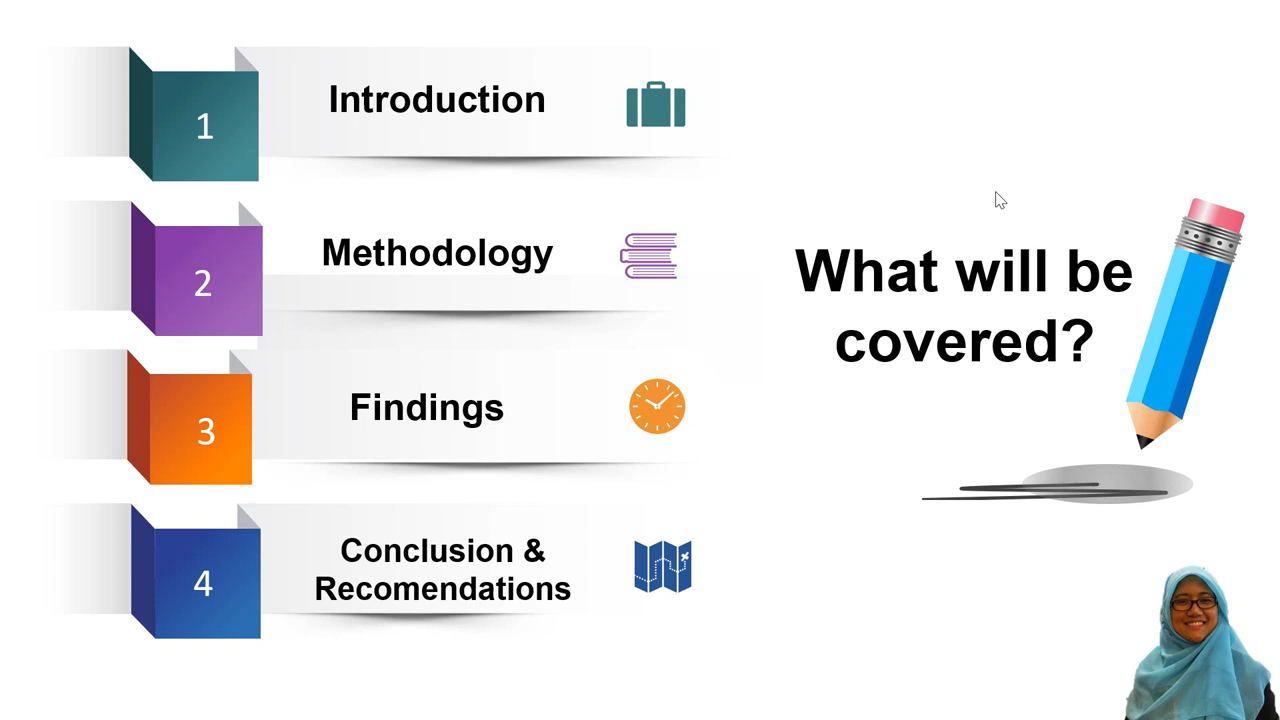 1
Introduction
2
Methodology
3
Findings
4
Conclusion &
Recomendations
What will be
covered?